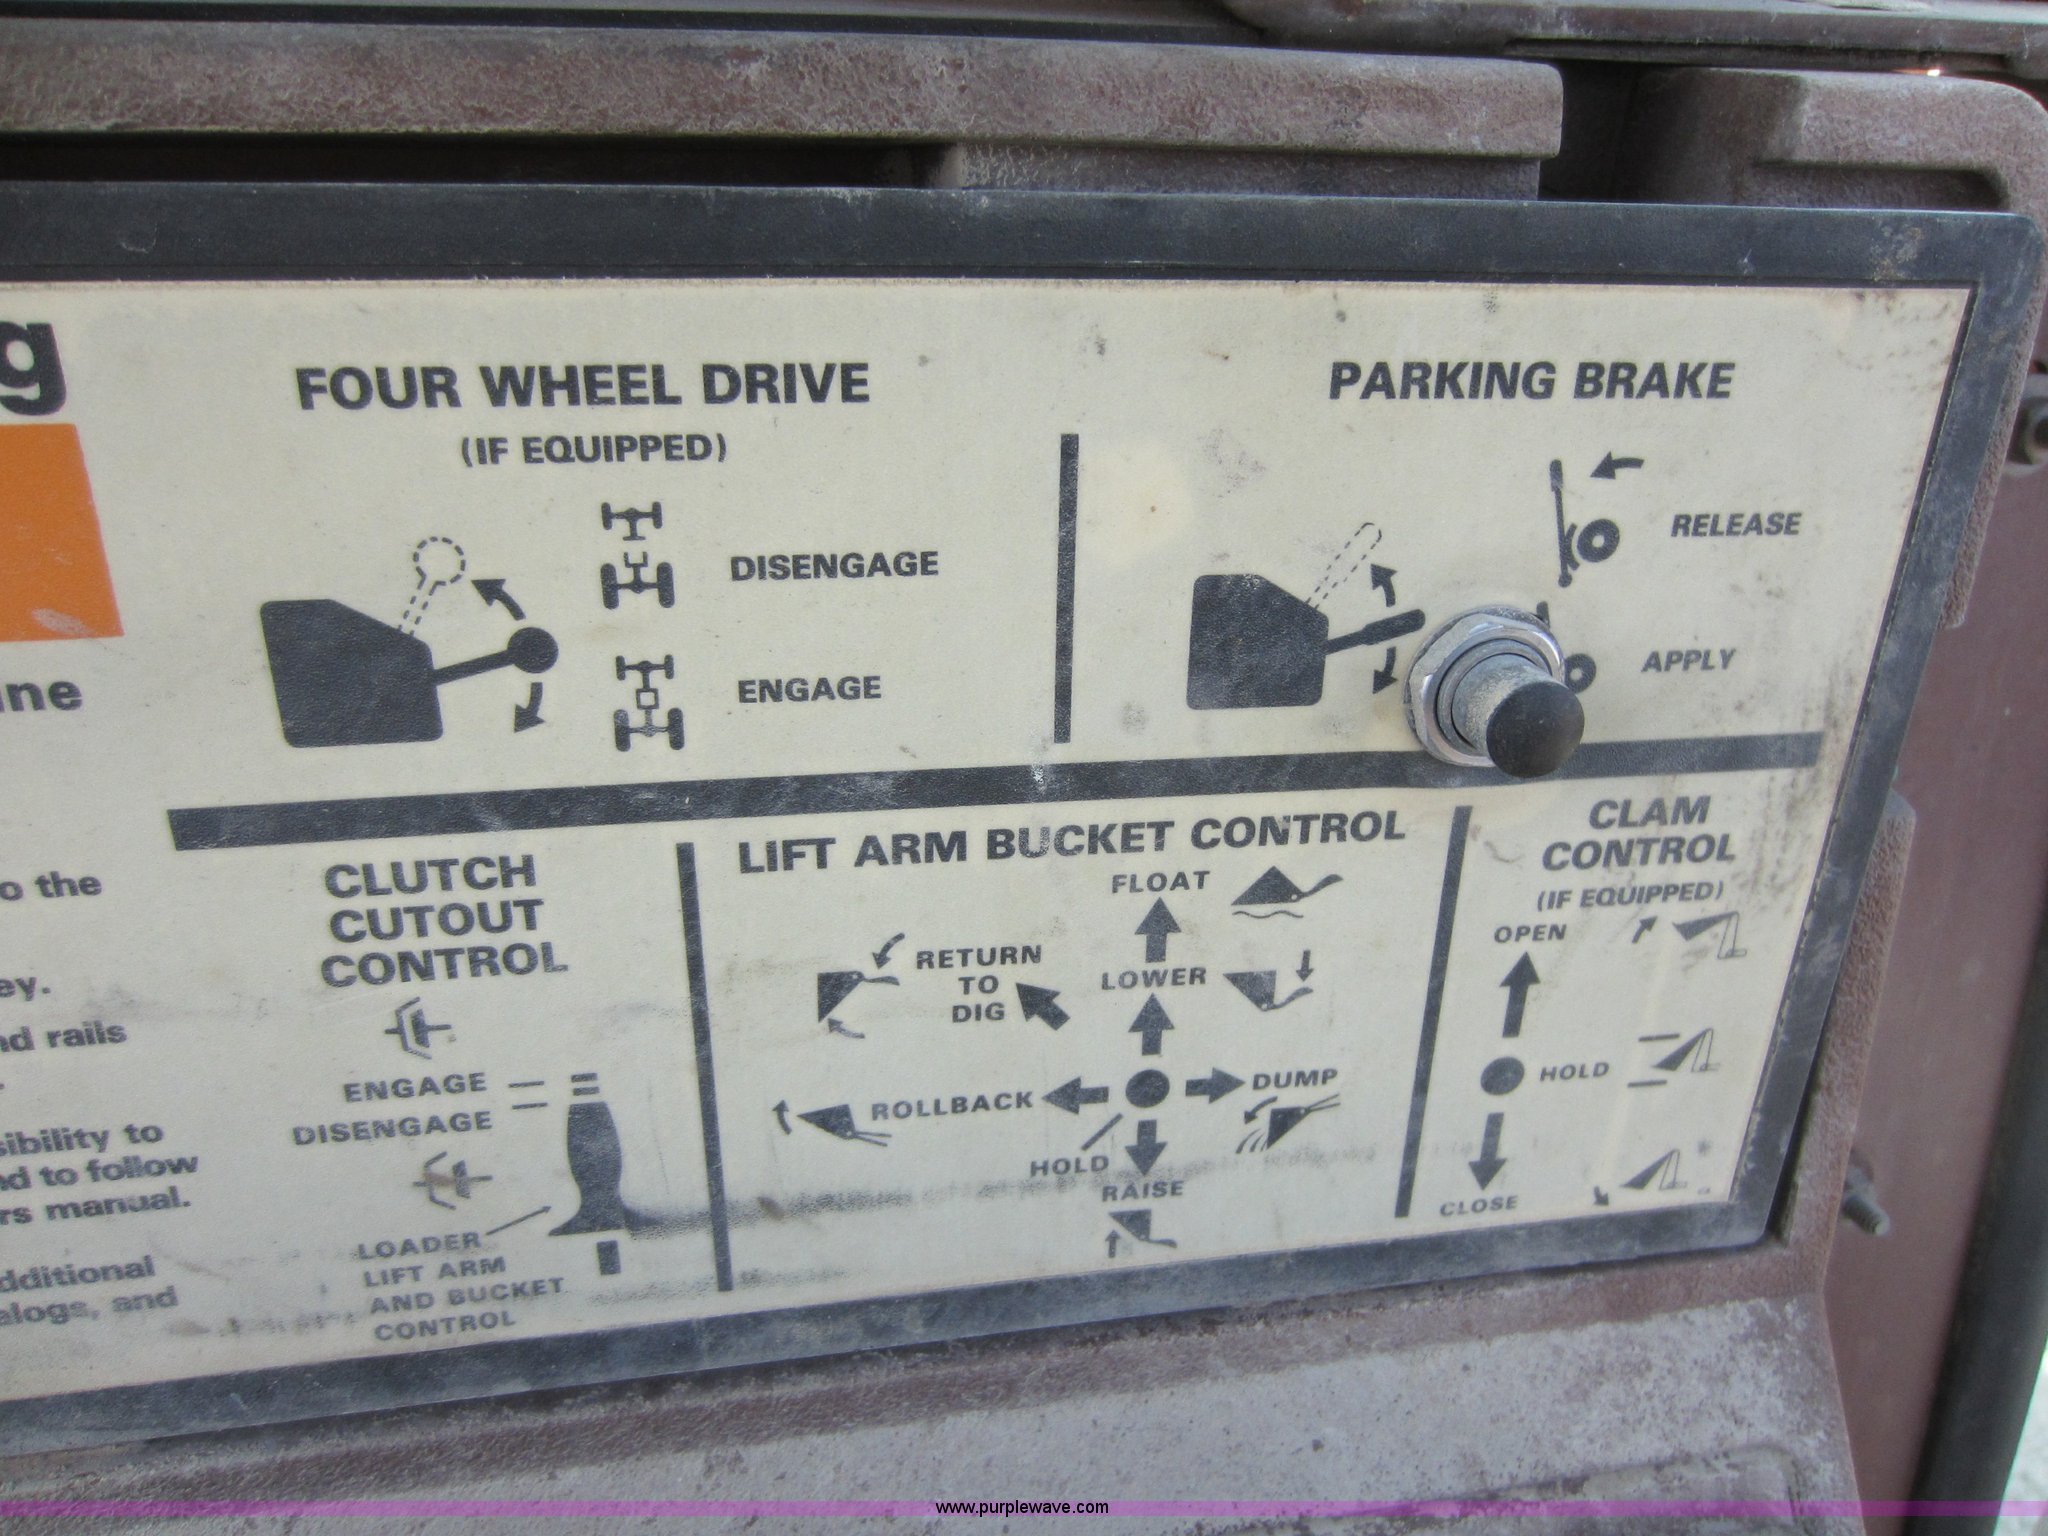 g
ine
o the
ey.
nd rails
sibility to
nd to follow
rs manual.
dditional
alogs, and
FOUR WHEEL DRIVE
(IF EQUIPPED)
DISENGAGE
ENGAGE
PARKING BRAKE
RELEASE
APPLY
CLUTCH
CUTOUT
CONTROL
ENGAGE
DISENGAGE
LOADER
LIFT ARM
AND BUCKET
CONTROL
LIFT ARM BUCKET CONTROL
FLOAT
RETURN
TO
DIG
LOWER
ROLLBACK
DUMP
HOLD
RAISE
CLAM
CONTROL
(IF EQUIPPED)
OPEN
HOLD
CLOSE
www.purplewave.com